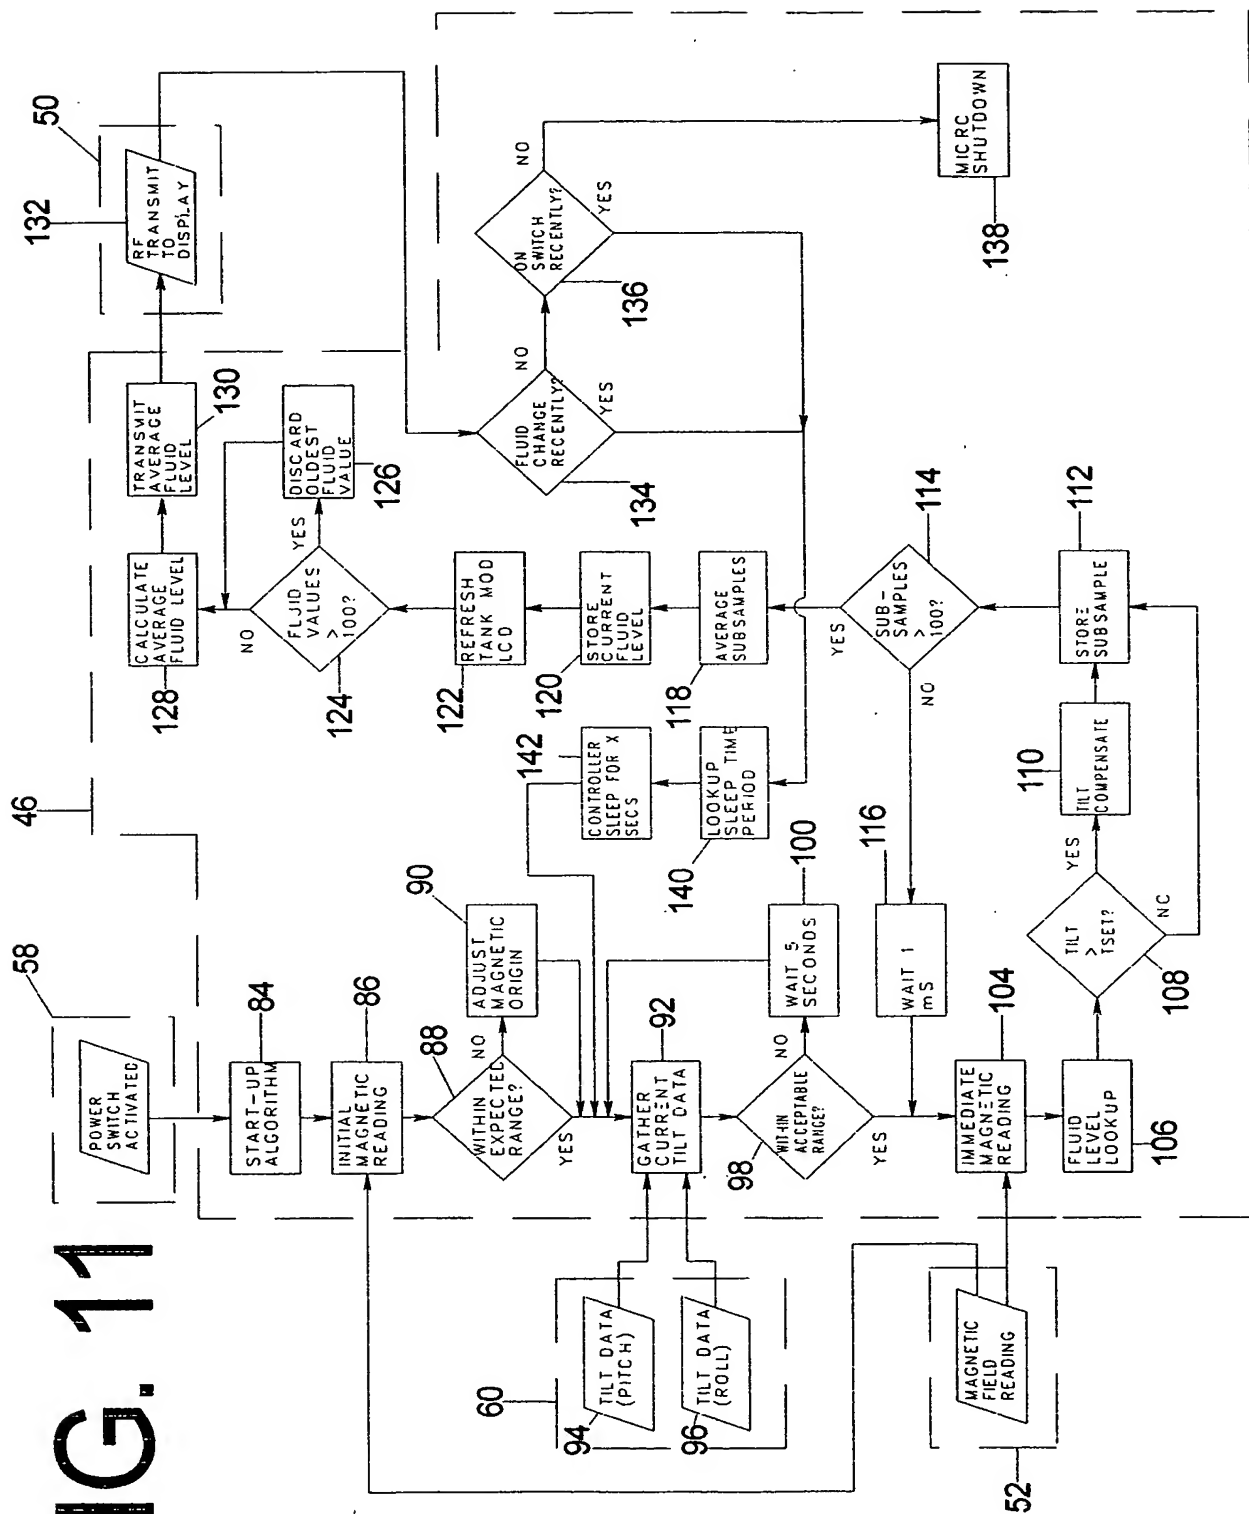 IG. 11
58
POWER
SWITCH
ACTIVATED
46
84
START-UP
ALGORITHM
86
INITIAL
MAGNETIC
READING
88
WITHIN
EXPECTED
RANGE?
NO
YES
90
ADJUST
MAGNETIC
ORIGIN
92
GATHER
CURRENT
TILT DATA
60
94
TILT DATA
(PITCH)
96
TILT DATA
(ROLL)
98
WITHIN
ACCEPTABLE
RANGE?
NO
YES
100
WAIT 5
SECONDS
52
MAGNETIC
FIELD
READING
104
IMMEDIATE
MAGNETIC
READING
106
FLUID
LEVEL
LOOKUP
108
TILT
>
TSET?
YES
NC
110
TILT
COMPENSATE
112
STORE
SUBSAMPLE
114
SUB-
SAMPLES
>
100?
NO
YES
116
WAIT 1
mS
118
AVERAGE
SUBSAMPLES
120
STORE
CURRENT
FLUID
LEVEL
122
REFRESH
TANK MOD
LCD
124
FLUID
VALUES
>
100?
YES
NO
126
DISCARD
OLDEST
FLUID
VALUE
128
CALCULATE
AVERAGE
FLUID LEVEL
130
TRANSMIT
AVERAGE
FLUID
LEVEL
50
132
RF
TRANSMIT
TO
DISPLAY
134
FLUID
CHANGE
RECENTLY?
NO
YES
136
ON
SWITCH
RECENTLY?
NO
YES
138
MICRC
SHUTDOWN
140
LOOKUP
SLEEP TIME
PERIOD
142
CONTROLLER
SLEEP FOR X
SECS